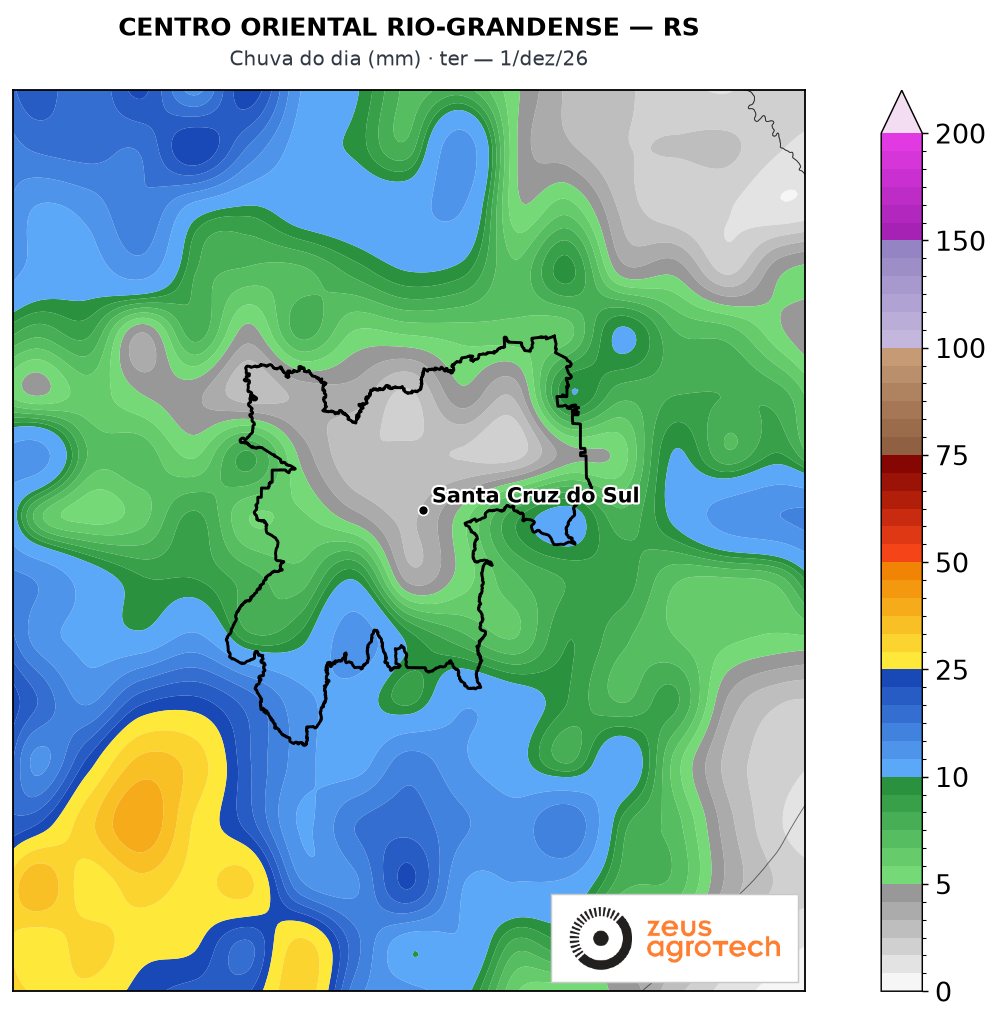 CENTRO ORIENTAL RIO-GRANDENSE — RS
Chuva do dia (mm) · ter — 1/dez/26
200
150
100
75
50
25
10
5
0
Santa Cruz do Sul
zeus
agrotech